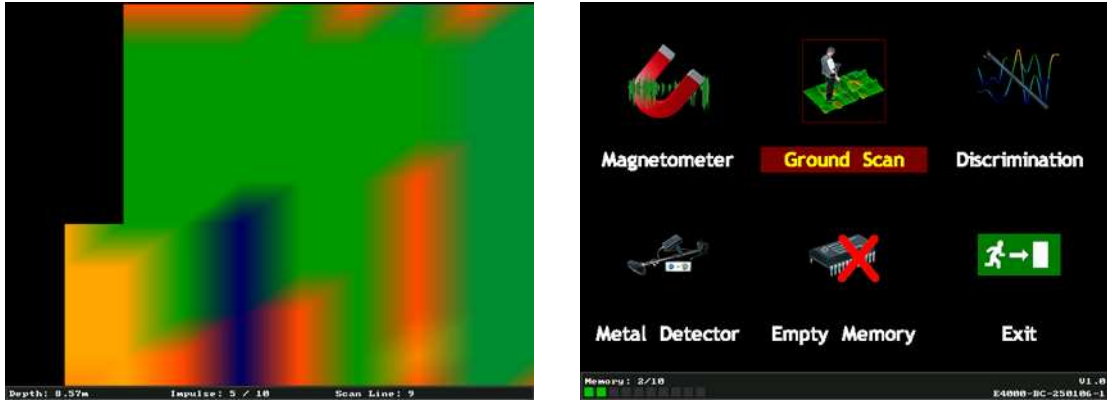 Depth: 8.57m Impulse: 5 / 10 Scan Line: 9
Magnetometer Ground Scan Discrimination
Metal Detector Empty Memory Exit
Memory: 2/10 V1.0
E4000-BC-250106-1